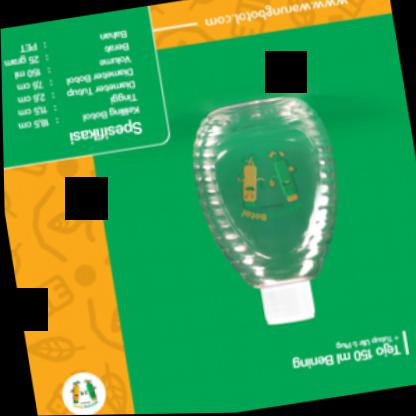 Tejo 150 ml Bening
+ Tutup Ulir & Plug
Spesifikasi
Keliling Botol : 18,5 cm
Tinggi : 11,5 cm
Diameter Tutup : 2,6 cm
Diameter Botol : 7,6 cm
Volume : 150 ml
Berat : 25 gram
Bahan : PET
www.warungbotol.com
Botol